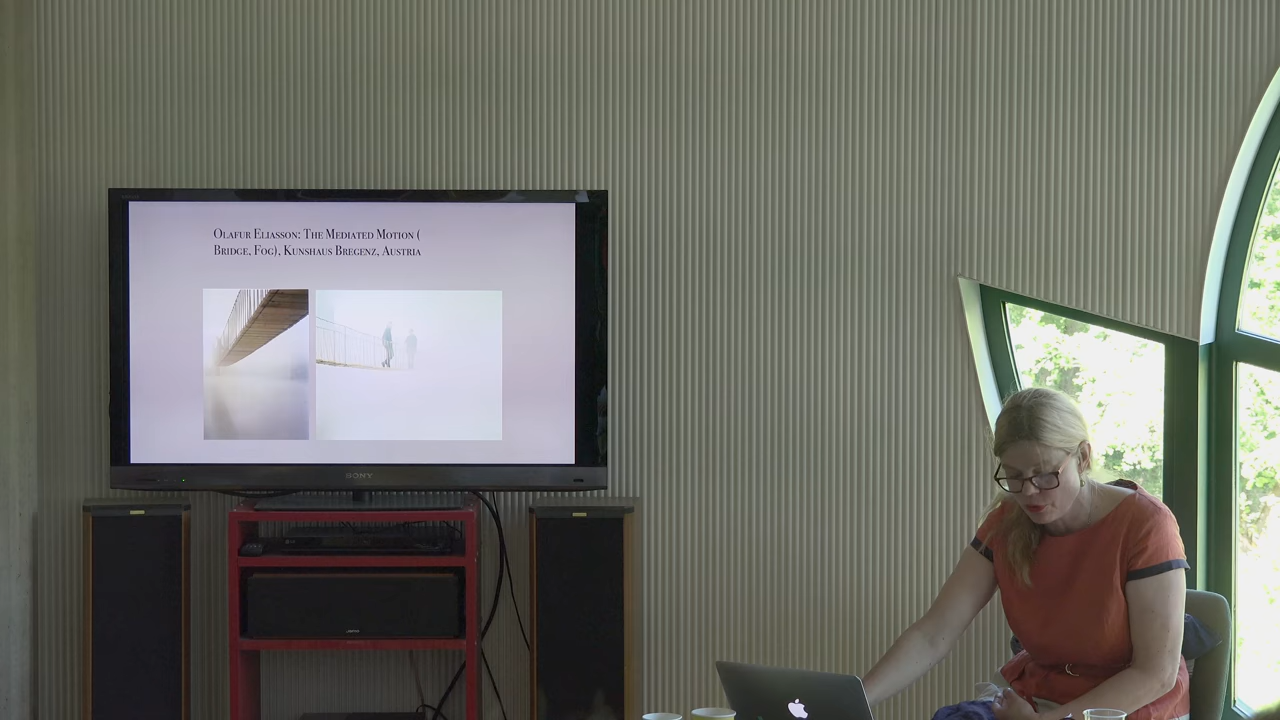 Olafur Eliasson: The Mediated Motion (
Bridge, Fog), Kunshaus Bregenz, Austria
SONY